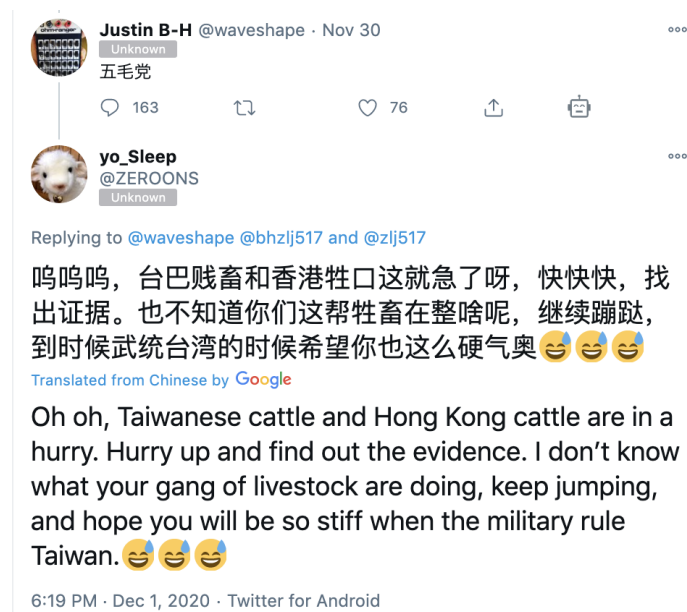 Justin B-H @waveshape · Nov 30
Unknown
五毛党
163 76
yo_Sleep
@ZEROONS
Unknown
Replying to @waveshape @bhzlj517 and @zlj517
呜呜呜，台巴贱畜和香港牲口这就急了呀，快快快，找
出证据。也不知道你们这帮牲畜在整啥呢，继续蹦跶，
到时候武统台湾的时候希望你也这么硬气奥😅😅😅
Translated from Chinese by Google
Oh oh, Taiwanese cattle and Hong Kong cattle are in a
hurry. Hurry up and find out the evidence. I don’t know
what your gang of livestock are doing, keep jumping,
and hope you will be so stiff when the military rule
Taiwan.😅😅😅
6:19 PM · Dec 1, 2020 · Twitter for Android